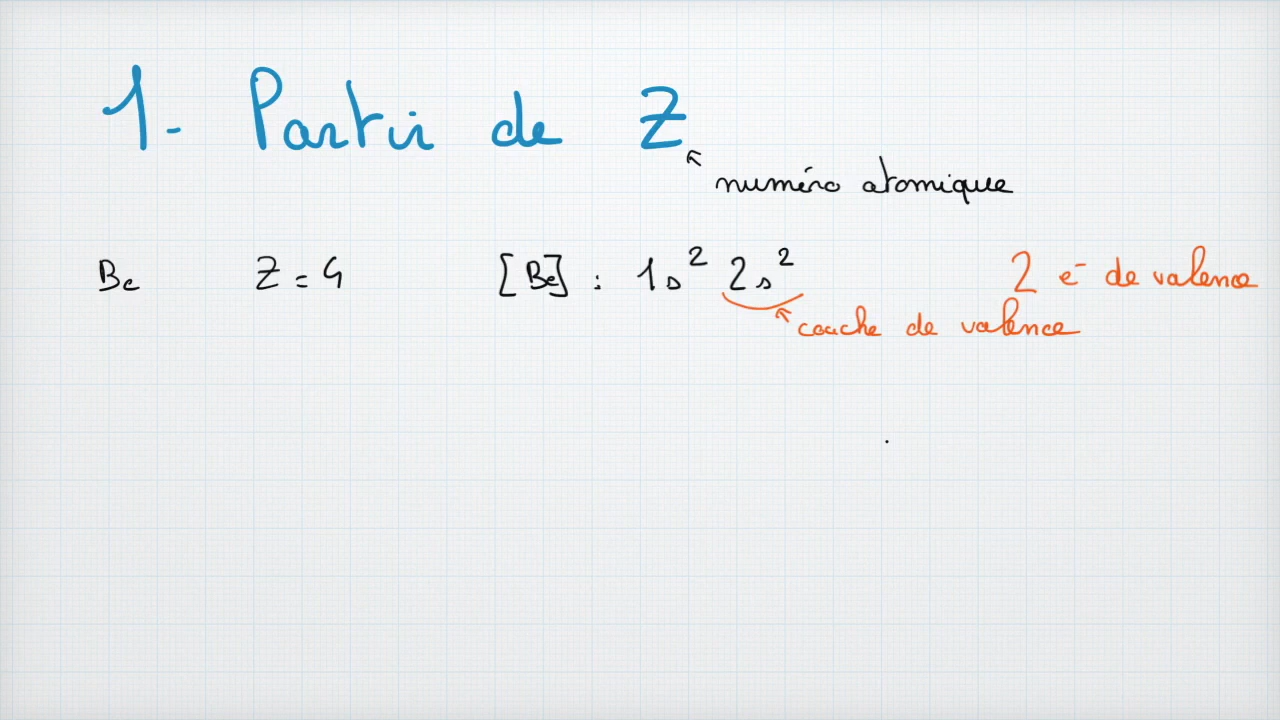 1- Partir de Z
numéro atomique
Be Z = 4 [Be] : 1s² 2s² 2 e⁻ de valence
couche de valence